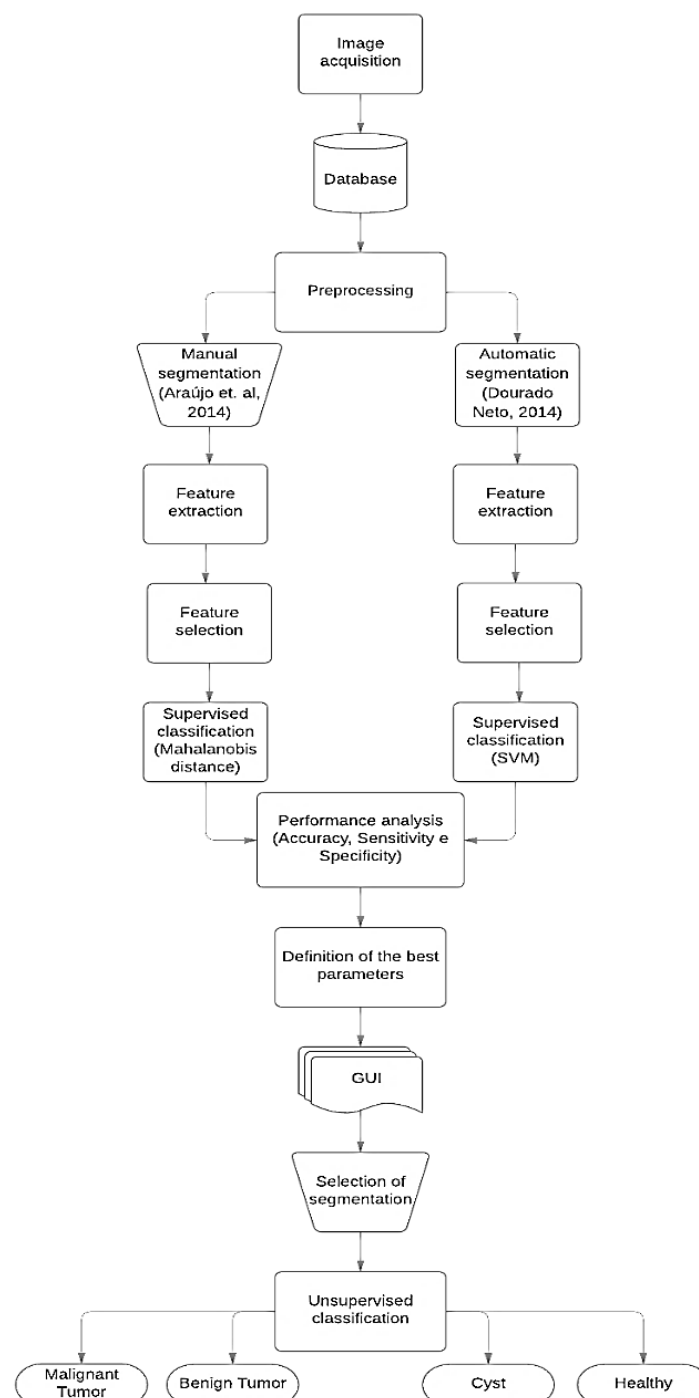 Image
acquisition
Database
Preprocessing
Manual
segmentation
(Araújo et. al,
2014)
Automatic
segmentation
(Dourado
Neto, 2014)
Feature
extraction
Feature
extraction
Feature
selection
Feature
selection
Supervised
classification
(Mahalanobis
distance)
Supervised
classification
(SVM)
Performance analysis
(Accuracy, Sensitivity e
Specificity)
Definition of the best
parameters
GUI
Selection of
segmentation
Unsupervised
classification
Malignant
Tumor
Benign Tumor
Cyst
Healthy